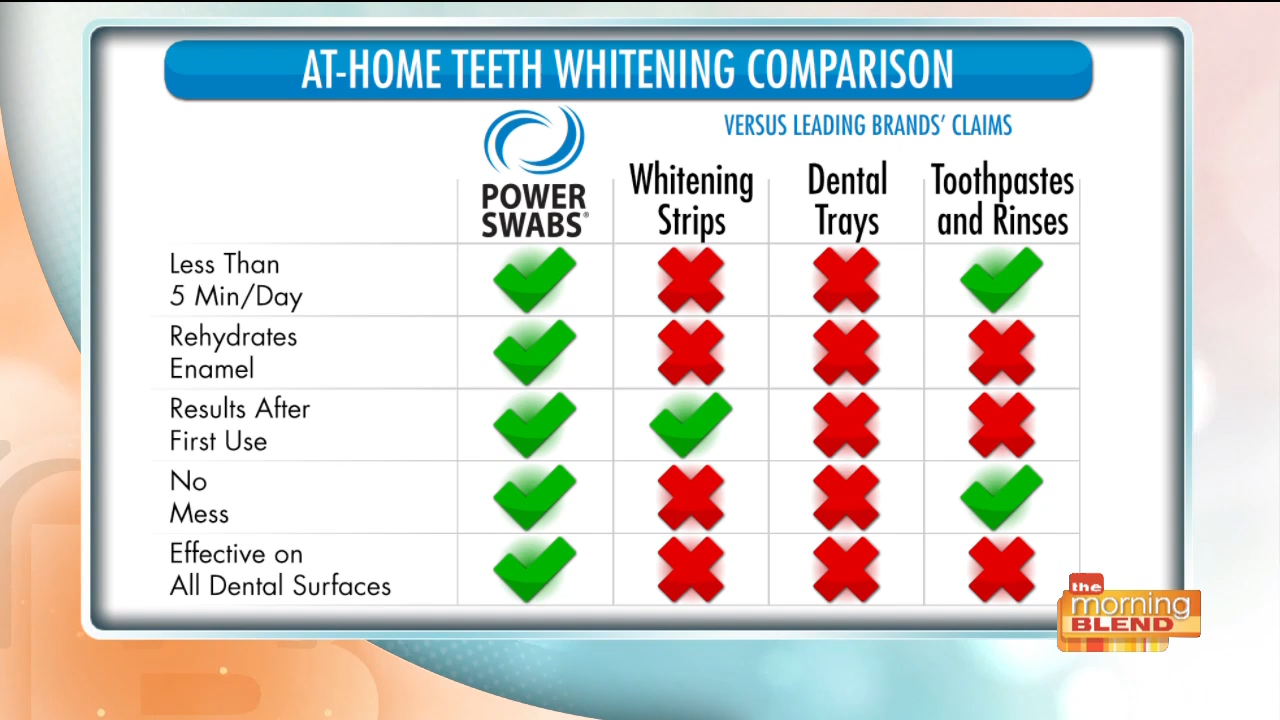 AT-HOME TEETH WHITENING COMPARISON
VERSUS LEADING BRANDS' CLAIMS
POWER
SWABS®
Whitening
Strips
Dental
Trays
Toothpastes
and Rinses
Less Than
5 Min/Day
Rehydrates
Enamel
Results After
First Use
No
Mess
Effective on
All Dental Surfaces
the
morning
BLEND